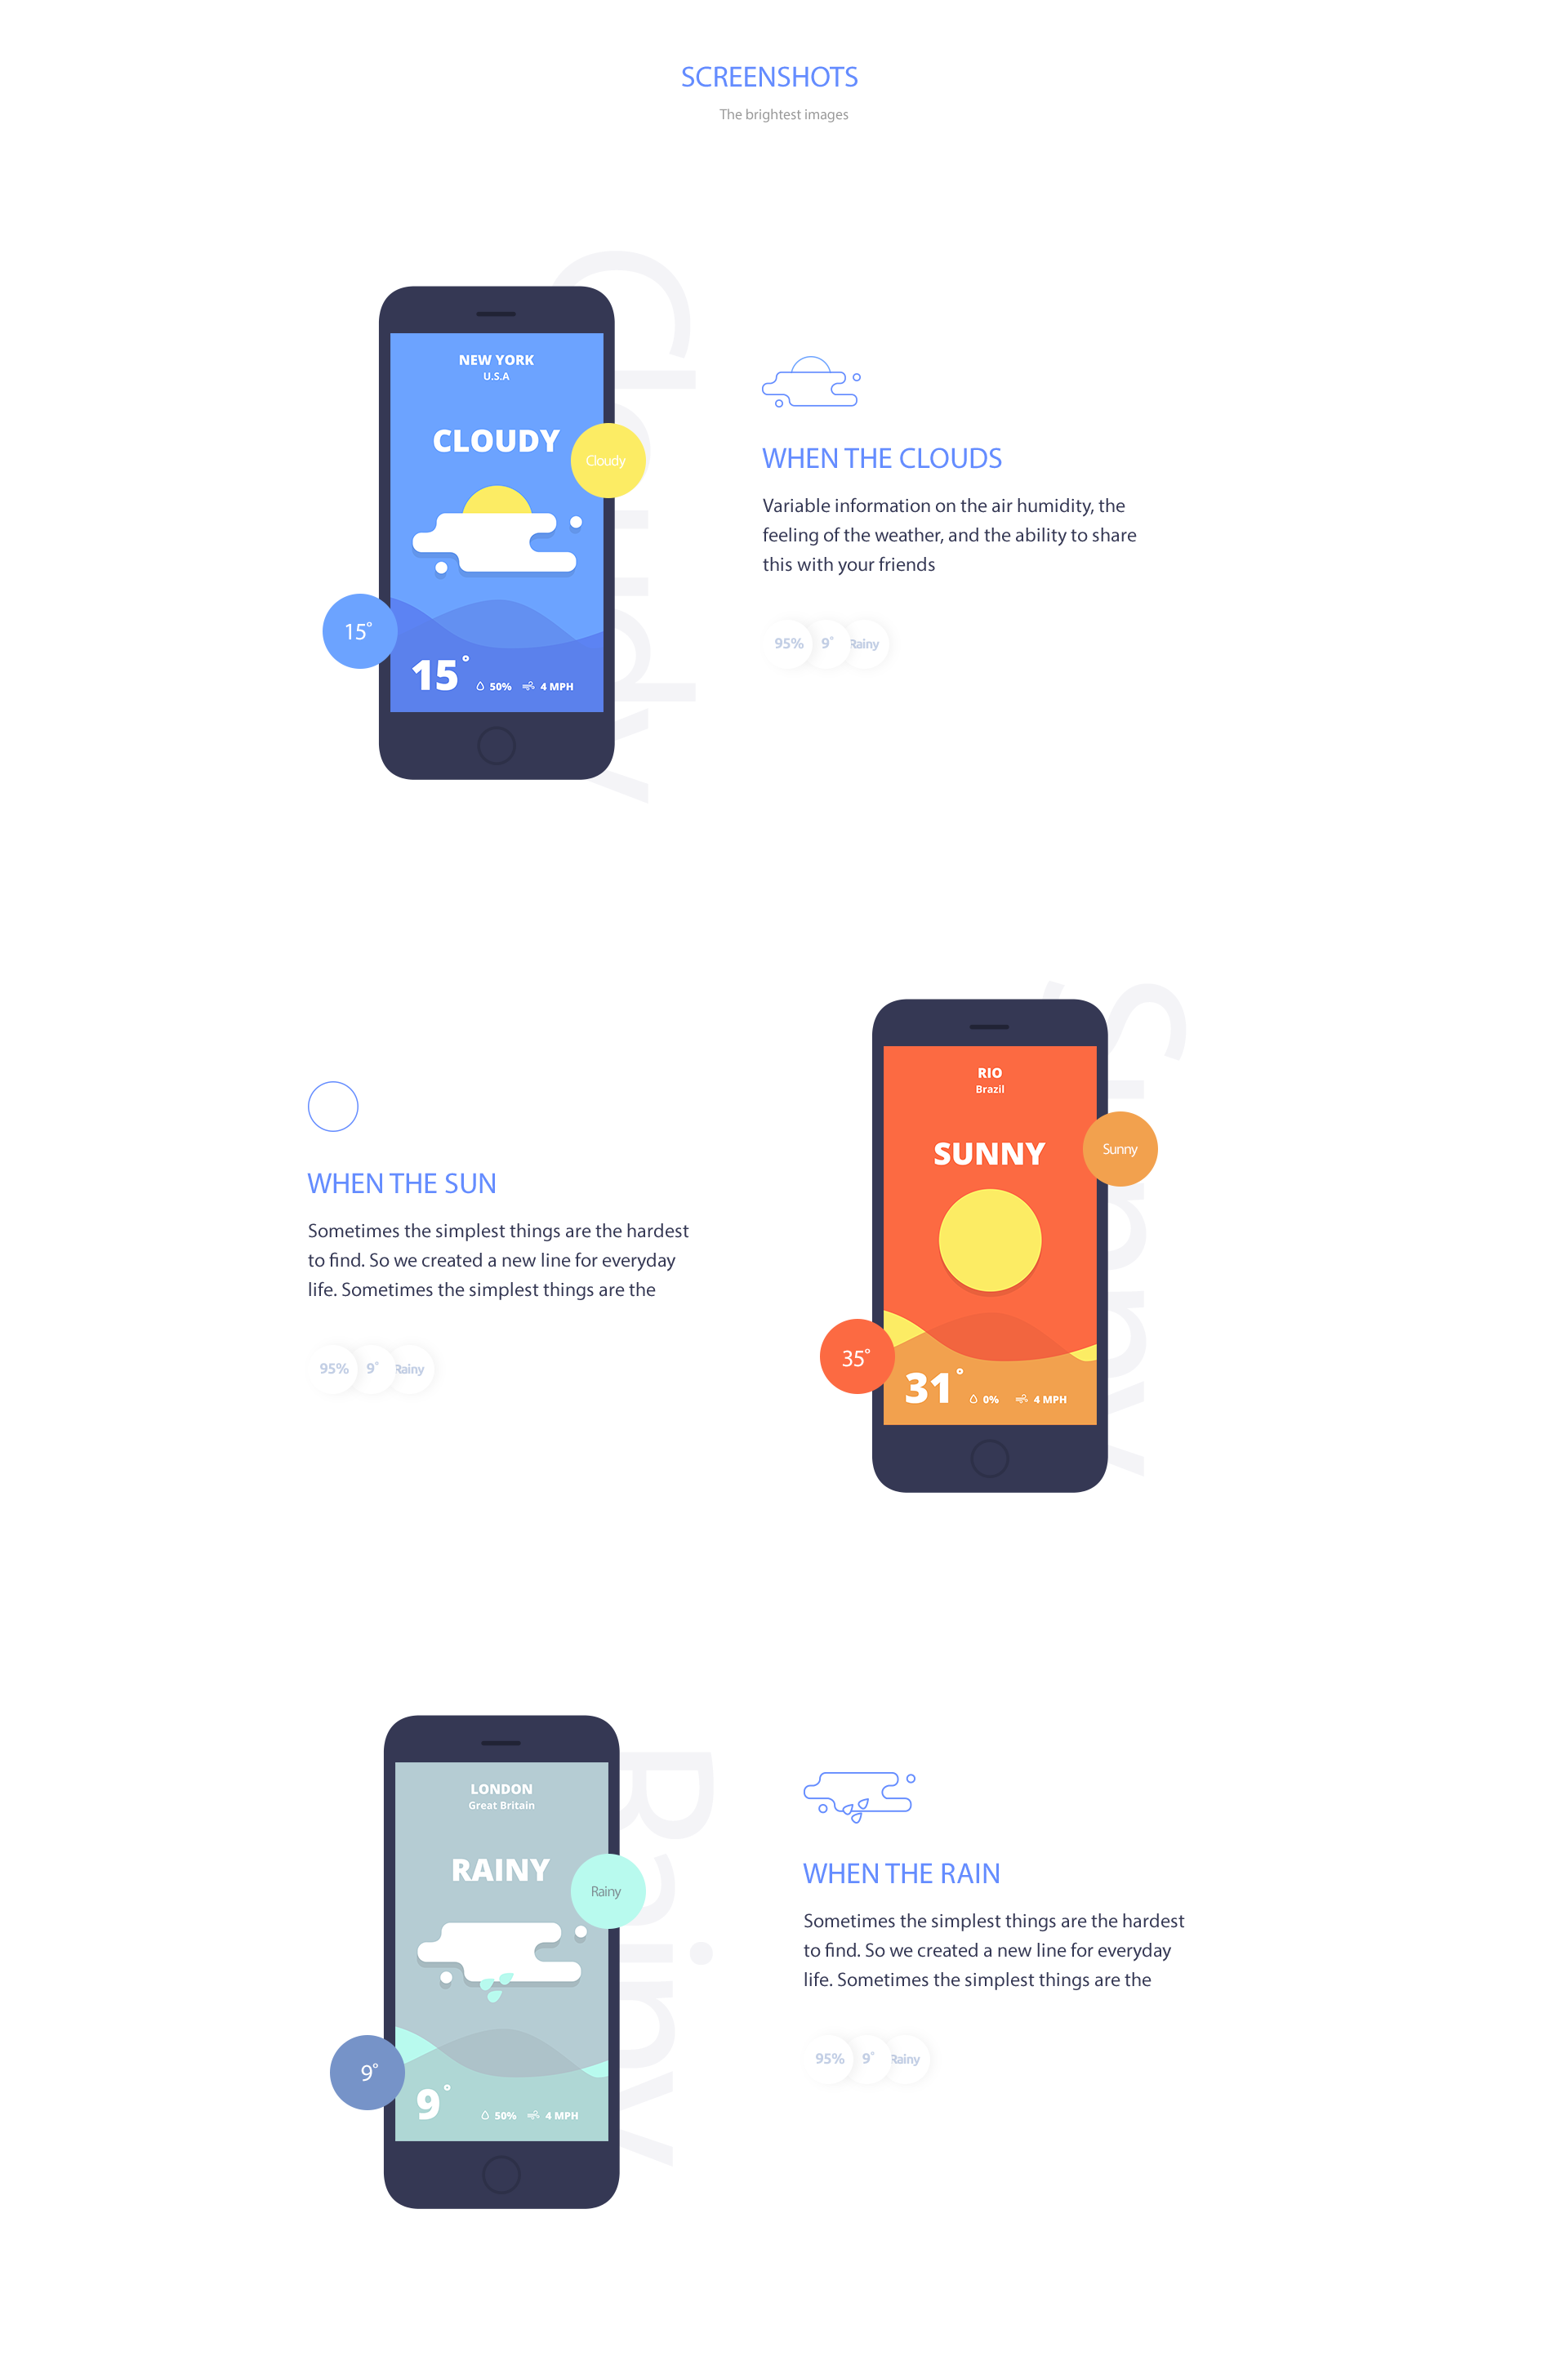 SCREENSHOTS
The brightest images
Cloudy
NEW YORK
U.S.A
CLOUDY
Cloudy
15°
15°
50%
4 MPH
WHEN THE CLOUDS
Variable information on the air humidity, the
feeling of the weather, and the ability to share
this with your friends
95%
9°
Rainy
WHEN THE SUN
Sometimes the simplest things are the hardest
to find. So we created a new line for everyday
life. Sometimes the simplest things are the
95%
9°
Rainy
Sunny
RIO
Brazil
SUNNY
Sunny
35°
31°
0%
4 MPH
Rainy
LONDON
Great Britain
RAINY
Rainy
9°
9°
50%
4 MPH
WHEN THE RAIN
Sometimes the simplest things are the hardest
to find. So we created a new line for everyday
life. Sometimes the simplest things are the
95%
9°
Rainy